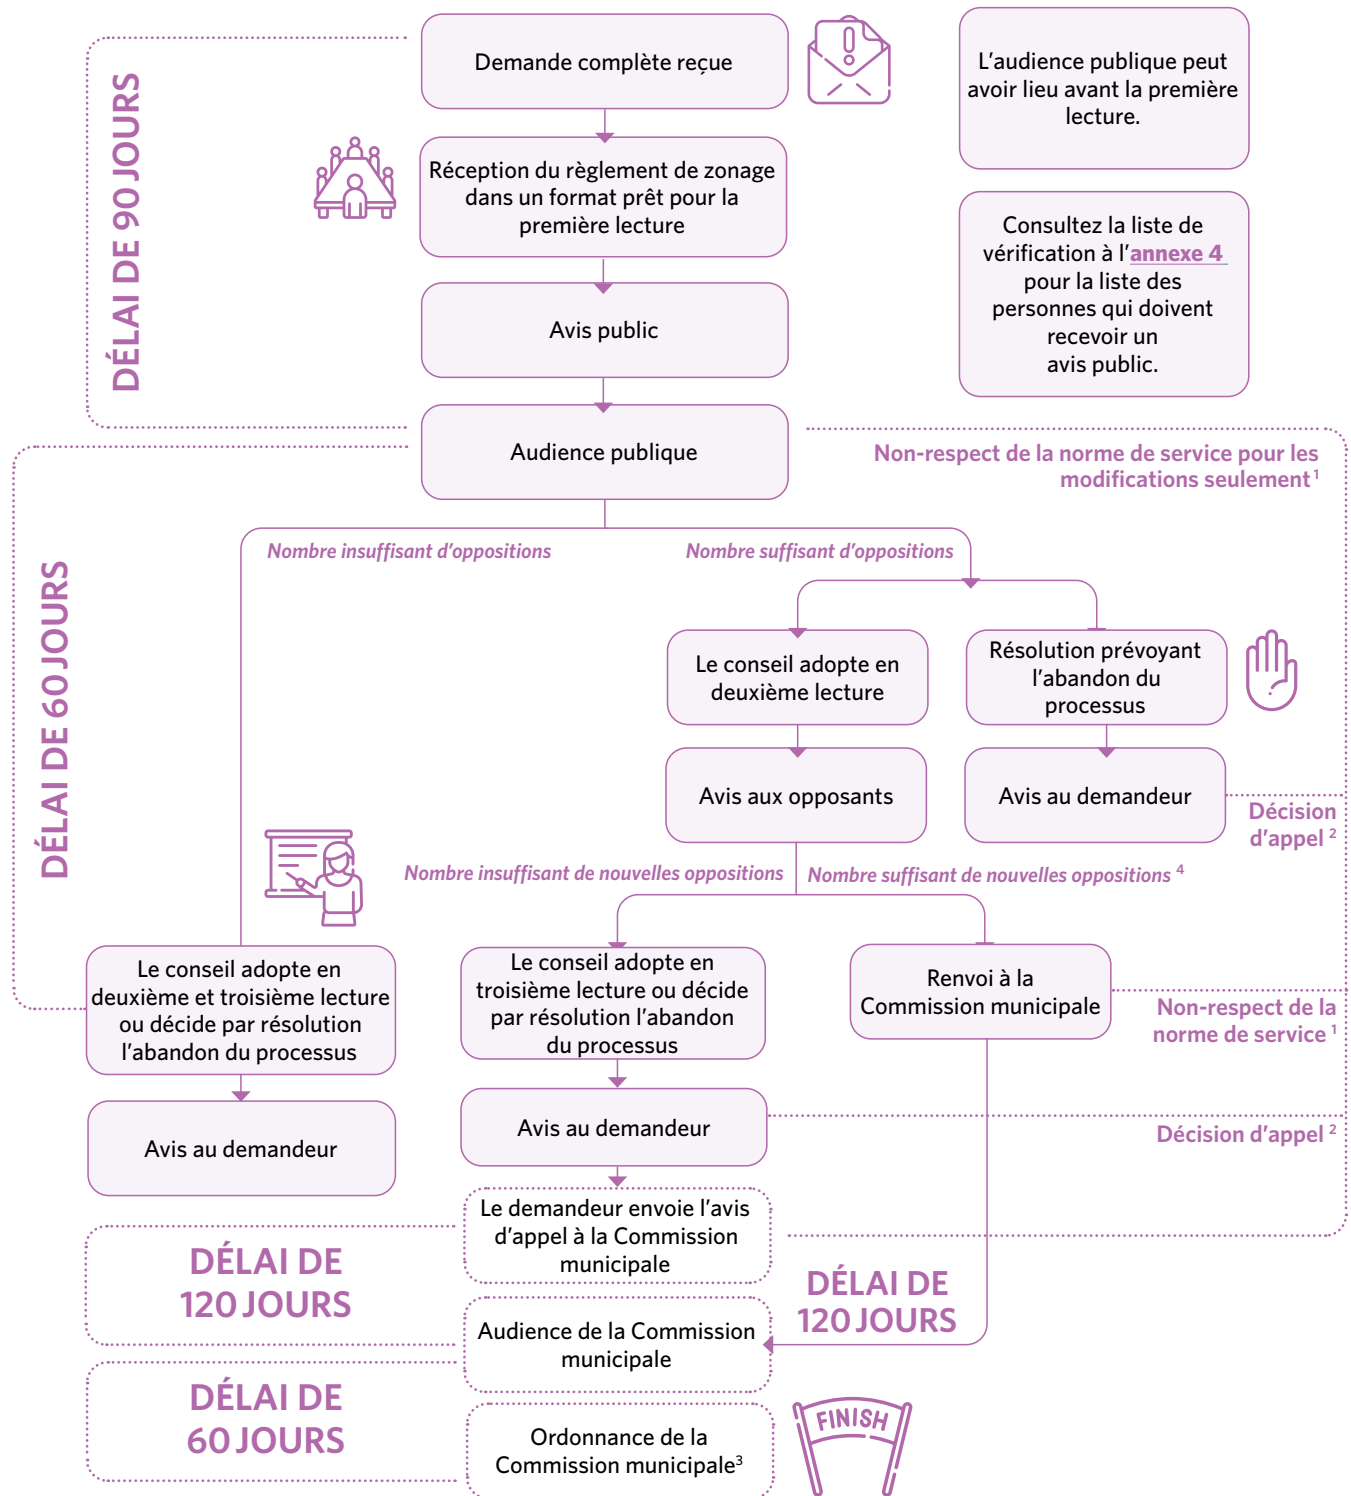 Demande complète reçue
L'audience publique peut
avoir lieu avant la première
lecture.
DÉLAI DE 90 JOURS
Réception du règlement de zonage
dans un format prêt pour la
première lecture
Consultez la liste de
vérification à l'annexe 4
pour la liste des
personnes qui doivent
recevoir un
avis public.
Avis public
Audience publique
Non-respect de la norme de service pour les
modifications seulement 1
DÉLAI DE 60 JOURS
Nombre insuffisant d'oppositions
Nombre suffisant d'oppositions
Le conseil adopte en
deuxième lecture
Résolution prévoyant
l'abandon du
processus
Avis aux opposants
Avis au demandeur
Décision
d'appel 2
Nombre insuffisant de nouvelles oppositions
Nombre suffisant de nouvelles oppositions 4
Le conseil adopte en
deuxième et troisième lecture
ou décide par résolution
l'abandon du processus
Le conseil adopte en
troisième lecture ou décide
par résolution l'abandon
du processus
Renvoi à la
Commission municipale
Non-respect de la
norme de service 1
Avis au demandeur
Avis au demandeur
Décision d'appel 2
Le demandeur envoie l'avis
d'appel à la Commission
municipale
DÉLAI DE
120 JOURS
DÉLAI DE
120 JOURS
Audience de la Commission
municipale
DÉLAI DE
60 JOURS
Ordonnance de la
Commission municipale3
FINISH